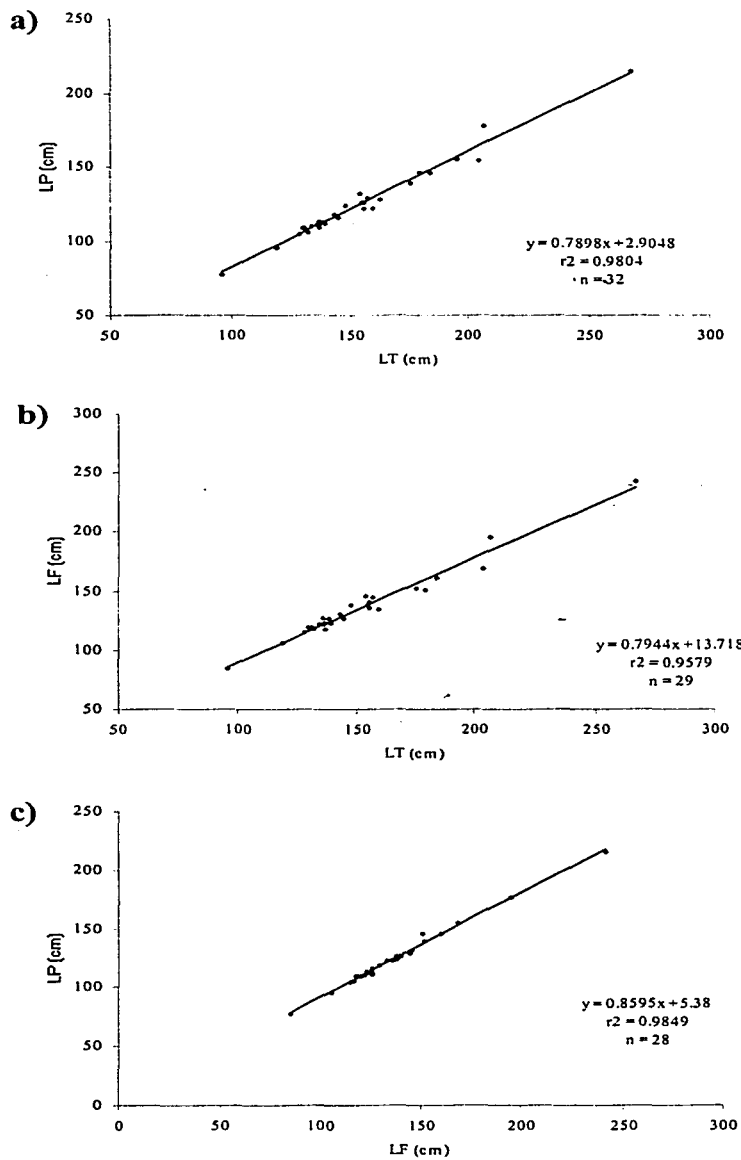 a)
250
200
150
100
50
LP (cm)
y = 0.7898x + 2.9048
r2 = 0.9804
n = 32
50 100 150 200 250 300
LT (cm)
b)
300
250
200
150
100
50
LF (cm)
y = 0.7944x + 13.718
r2 = 0.9579
n = 29
50 100 150 200 250 300
LT (cm)
c)
250
200
150
100
50
0
LP (cm)
y = 0.8595x + 5.38
r2 = 0.9849
n = 28
0 50 100 150 200 250 300
LF (cm)